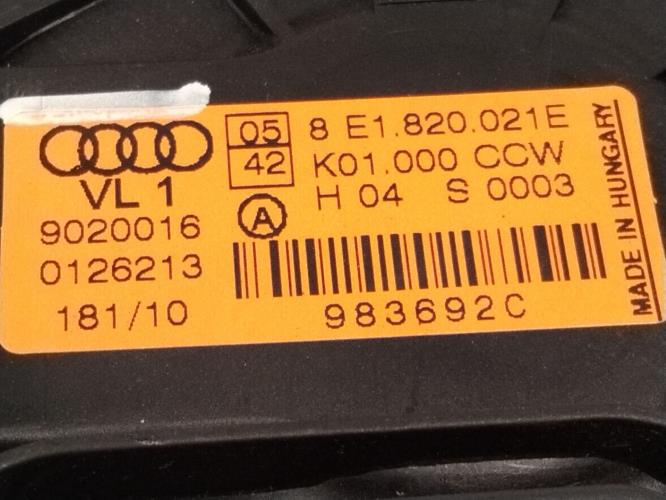 VL 1
9020016
0126213
181/10
05
42
A
8 E1.820.021E
K01.000 CCW
H 04 S 0003
983692C
MADE IN HUNGARY